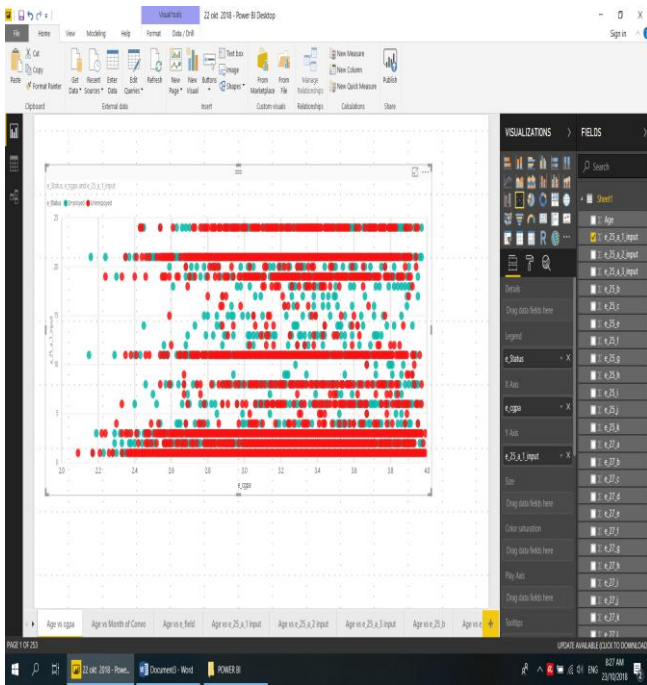 22 okt 2018 - Power BI Desktop
Visual tools
File
Home
View
Modeling
Help
Format
Data / Drill
Sign in
Paste
Cut
Copy
Format Painter
Clipboard
Get Data
Recent Sources
Enter Data
Edit Queries
External data
Refresh
New Page
New Visual
Buttons
Text box
Image
Shapes
Insert
From Marketplace
From File
Custom visuals
Manage Relationships
Relationships
New Measure
New Column
New Quick Measure
Calculations
Publish
Share
e_Status, e_cgpa and e_25_a_1_input
e_Status Employed Unemployed
25
20
15
10
5
0
e_25_a_1_input
2.0 2.2 2.4 2.6 2.8 3.0 3.2 3.4 3.6 3.8 4.0
e_cgpa
VISUALIZATIONS
Details
Drag data fields here
Legend
e_Status
X Axis
e_cgpa
Y Axis
e_25_a_1_input
Size
Drag data fields here
Color saturation
Drag data fields here
Play Axis
Drag data fields here
Tooltips
FIELDS
Search
Sheet1
Age
e_25_a_1_input
e_25_a_2_input
e_25_a_3_input
e_25_b
e_25_c
e_25_e
e_25_f
e_25_g
e_25_h
e_25_i
e_25_j
e_25_k
e_27_a
e_27_b
e_27_c
e_27_d
e_27_e
e_27_f
e_27_g
e_27_h
e_27_i
e_27_j
e_27_k
e_27_l
Age vs cgpa
Age vs Month of Convo
Age vs e_field
Age vs e_25_a_1 input
Age vs e_25_a_2 input
Age vs e_25_a_3 input
Age vs e_25_b
Age vs e
PAGE 1 OF 253
UPDATE AVAILABLE (CLICK TO DOWNLOAD
22 okt 2018 - Powe...
Document3 - Word
POWER BI
ENG
8:27 AM
23/10/2018